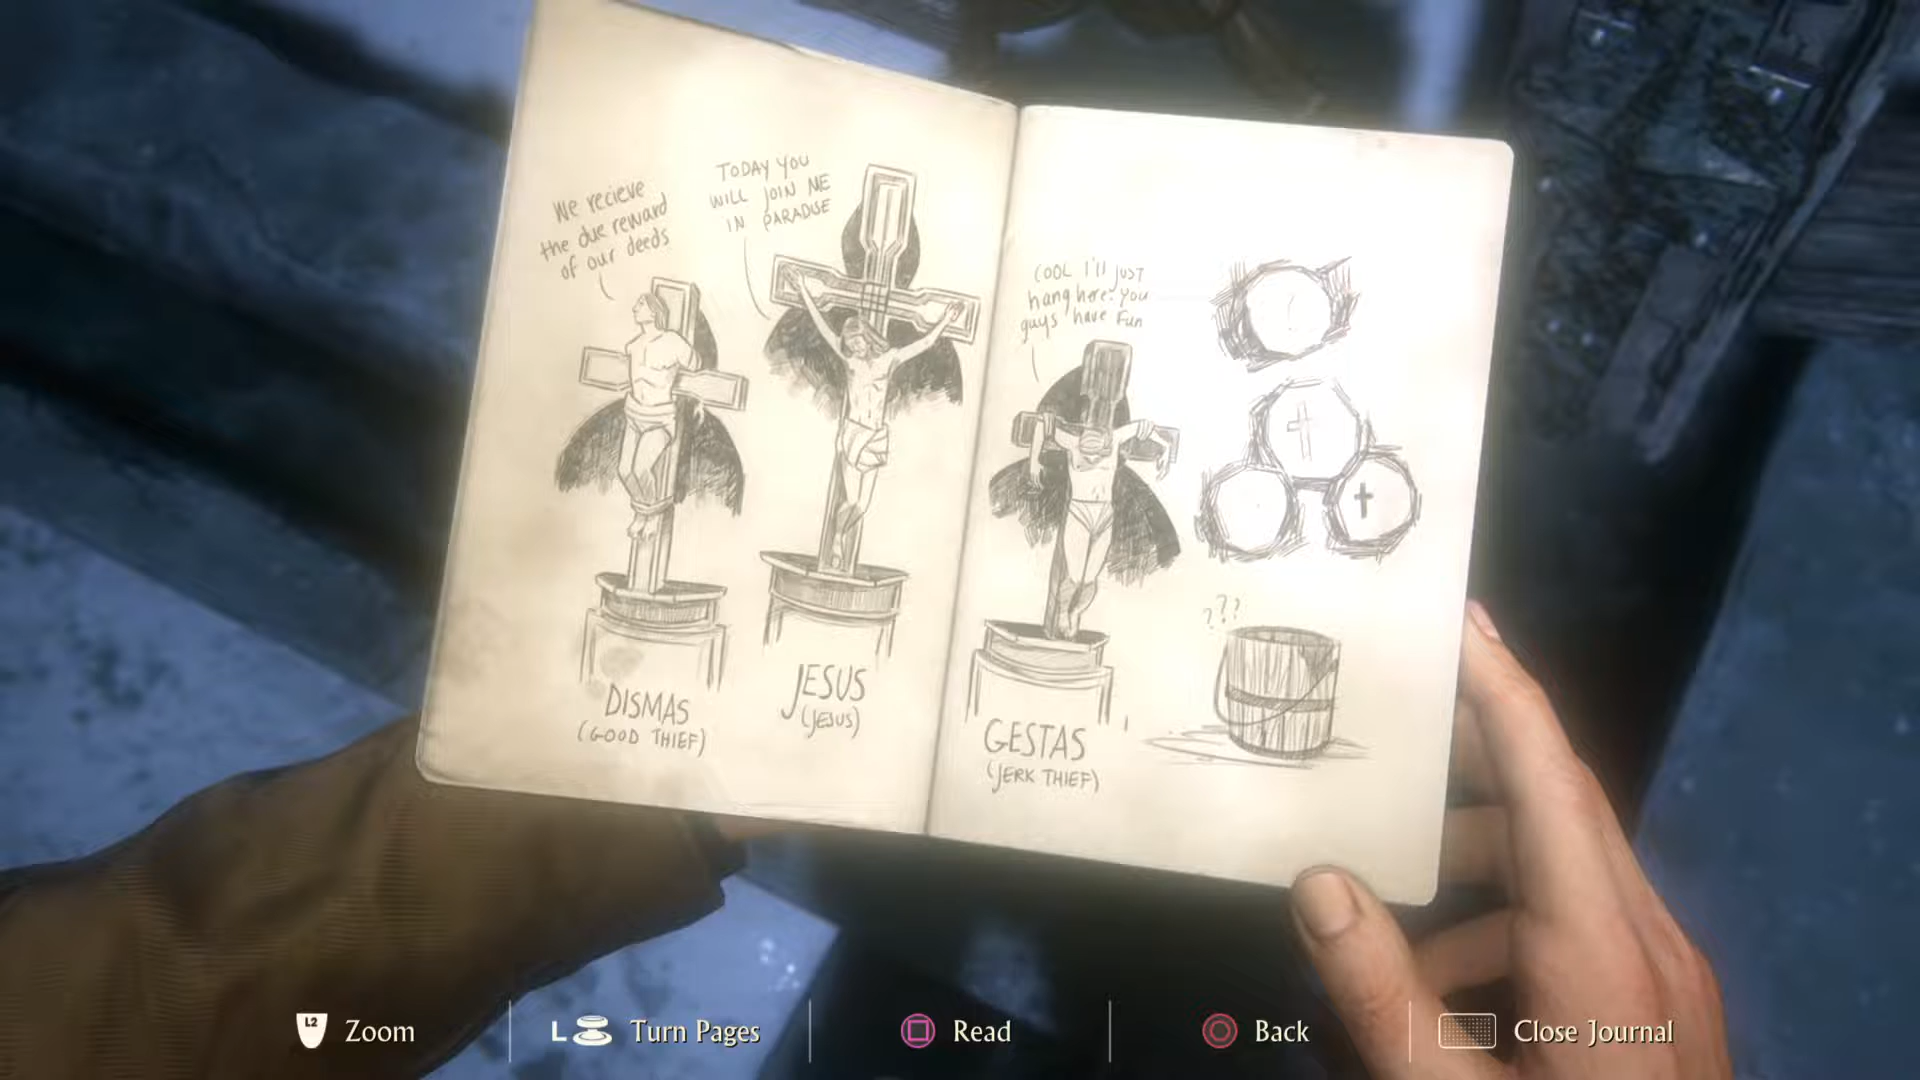 We recieve
the due reward
of our deeds
TODAY YOU
WILL JOIN ME
IN PARADISE
DISMAS
(GOOD THIEF)
JESUS
(JESUS)
COOL I'll just
hang here. You
guys have fun
GESTAS
(JERK THIEF)
???
L2 Zoom
L Turn Pages
Read
Back
Close Journal